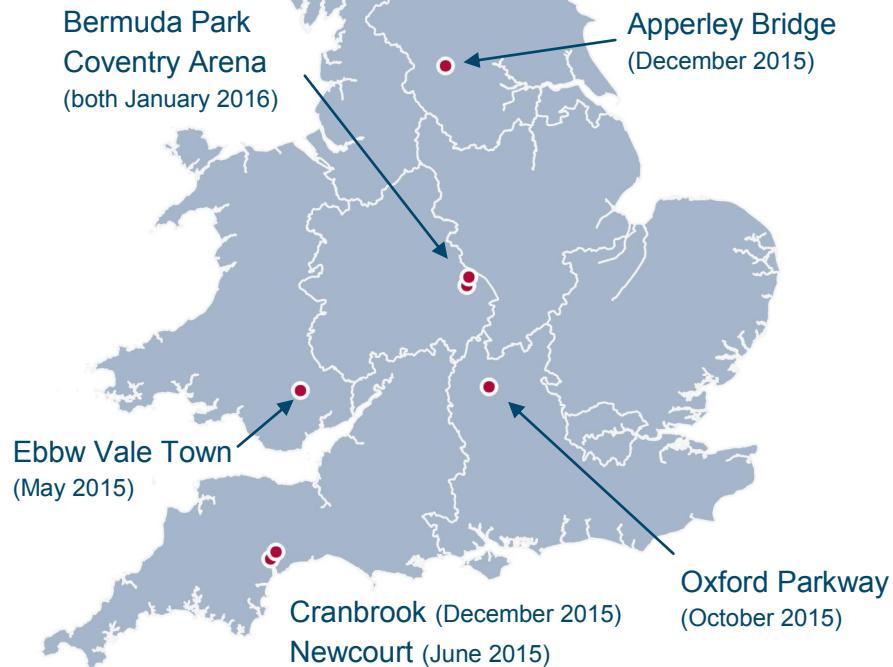 Bermuda Park
Coventry Arena
(both January 2016)
Apperley Bridge
(December 2015)
Ebbw Vale Town
(May 2015)
Oxford Parkway
(October 2015)
Cranbrook (December 2015)
Newcourt (June 2015)